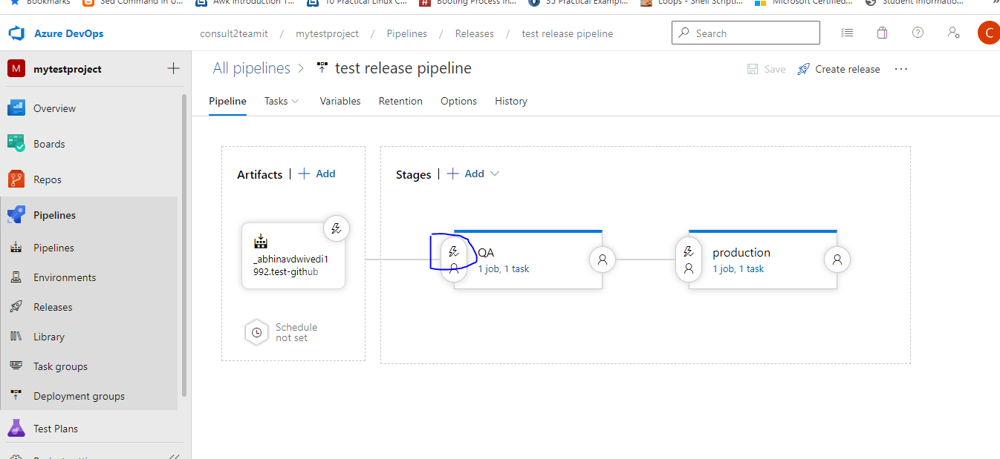 Bookmarks Sed Command in U... Awk Introduction 1... 10 Practical Linux C... Booting Process in... 35 Practical Exampl... Loops - Shell Scripti... Microsoft Certified... Student Informatio... »
Azure DevOps consult2teamit / mytestproject / Pipelines / Releases / test release pipeline Search C
M mytestproject
All pipelines > test release pipeline Save Create release ...
Pipeline Tasks Variables Retention Options History
Overview
Boards
Repos
Pipelines
Pipelines
Environments
Releases
Library
Task groups
Deployment groups
Test Plans
Artifacts | + Add
_abhinavdwivedi1
992.test-github
Schedule
not set
Stages | + Add
QA
1 job, 1 task
production
1 job, 1 task